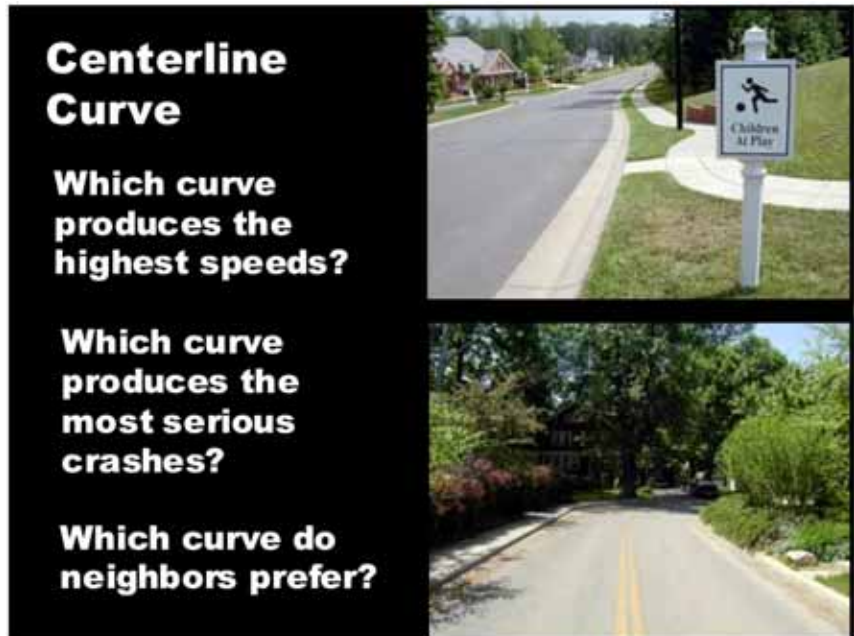 Centerline
Curve
Which curve
produces the
highest speeds?
Which curve
produces the
most serious
crashes?
Which curve do
neighbors prefer?
Children
At Play